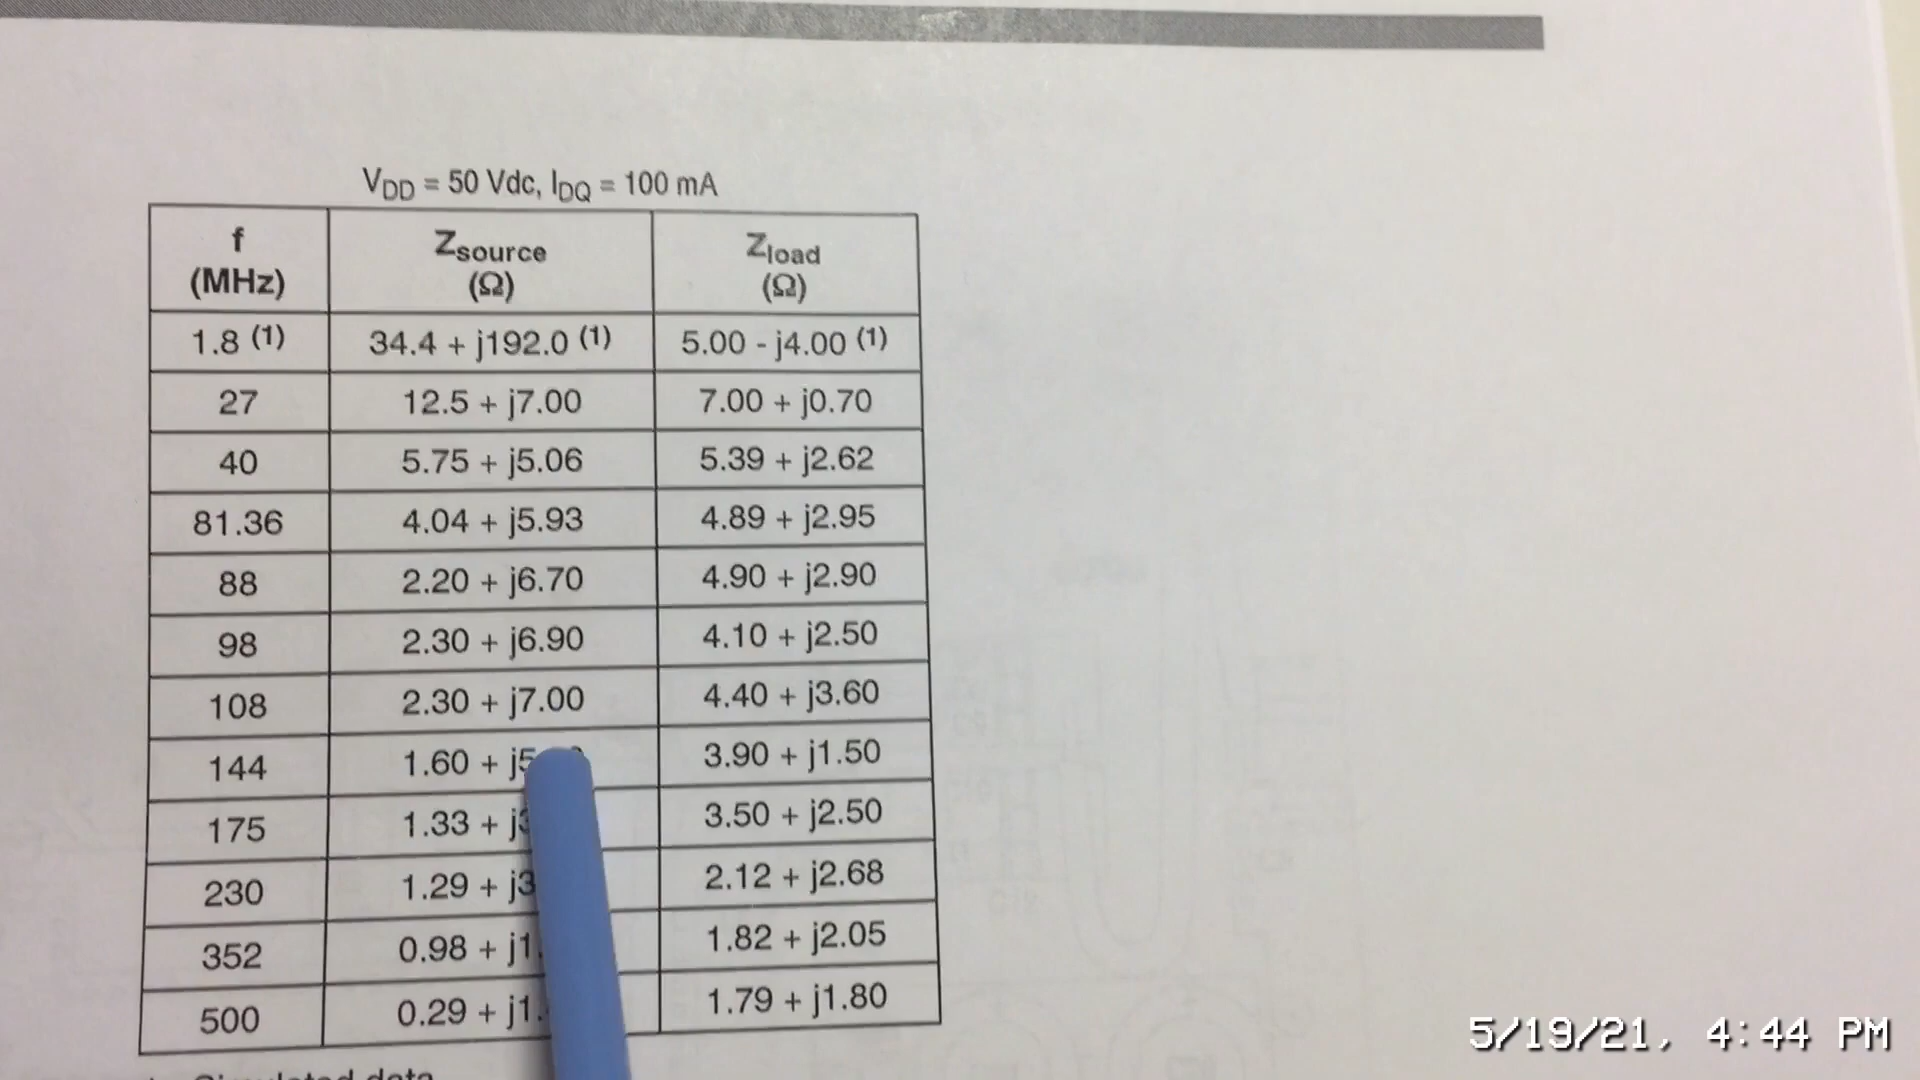 VDD = 50 Vdc, IDQ = 100 mA
f (MHz) Zsource (Ω) Zload (Ω)
1.8 (1) 34.4 + j192.0 (1) 5.00 - j4.00 (1)
27 12.5 + j7.00 7.00 + j0.70
40 5.75 + j5.06 5.39 + j2.62
81.36 4.04 + j5.93 4.89 + j2.95
88 2.20 + j6.70 4.90 + j2.90
98 2.30 + j6.90 4.10 + j2.50
108 2.30 + j7.00 4.40 + j3.60
144 1.60 + 3.90 + j1.50
175 1.33 + 3.50 + j2.50
230 1.29 + 2.12 + j2.68
352 0.98 + 1.82 + j2.05
500 0.29 + 1.79 + j1.80
Simulated data
5/19/21, 4:44 PM